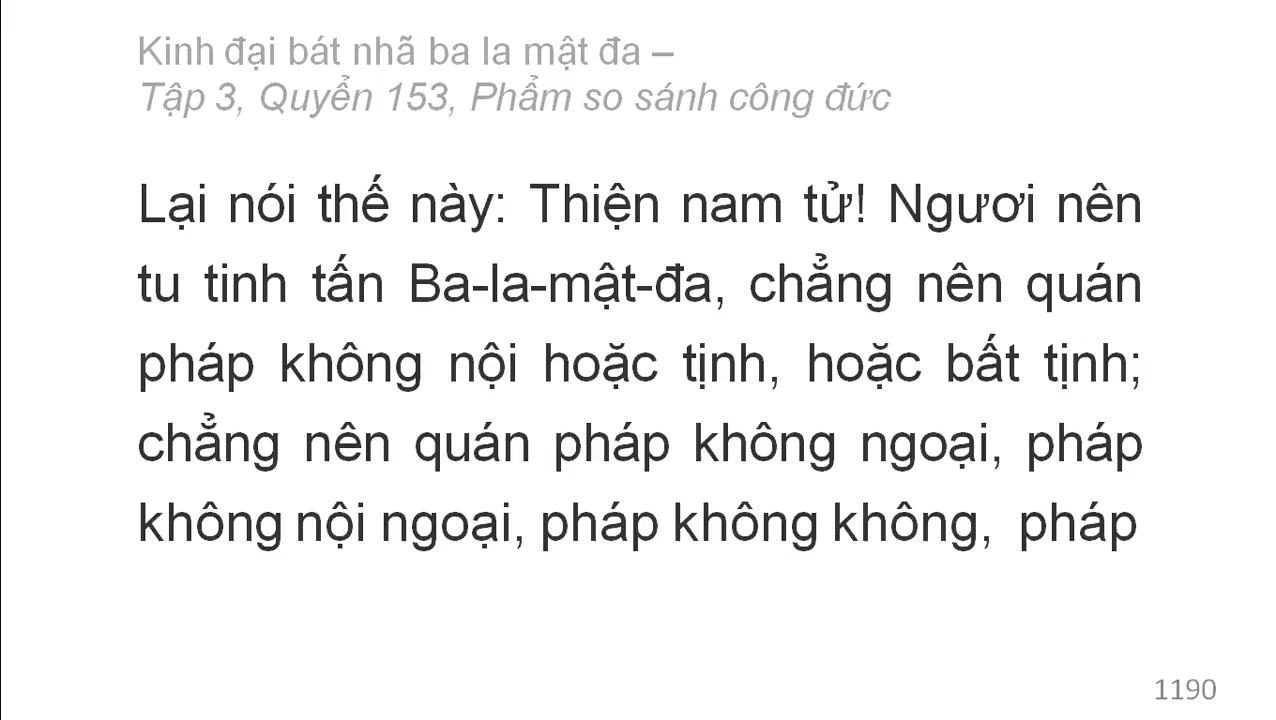 Kinh đại bát nhã ba la mật đa –
Tập 3, Quyển 153, Phẩm so sánh công đức
Lại nói thế này: Thiện nam tử! Ngươi nên
tu tinh tấn Ba-la-mật-đa, chẳng nên quán
pháp không nội hoặc tịnh, hoặc bất tịnh;
chẳng nên quán pháp không ngoại, pháp
không nội ngoại, pháp không không, pháp
1190